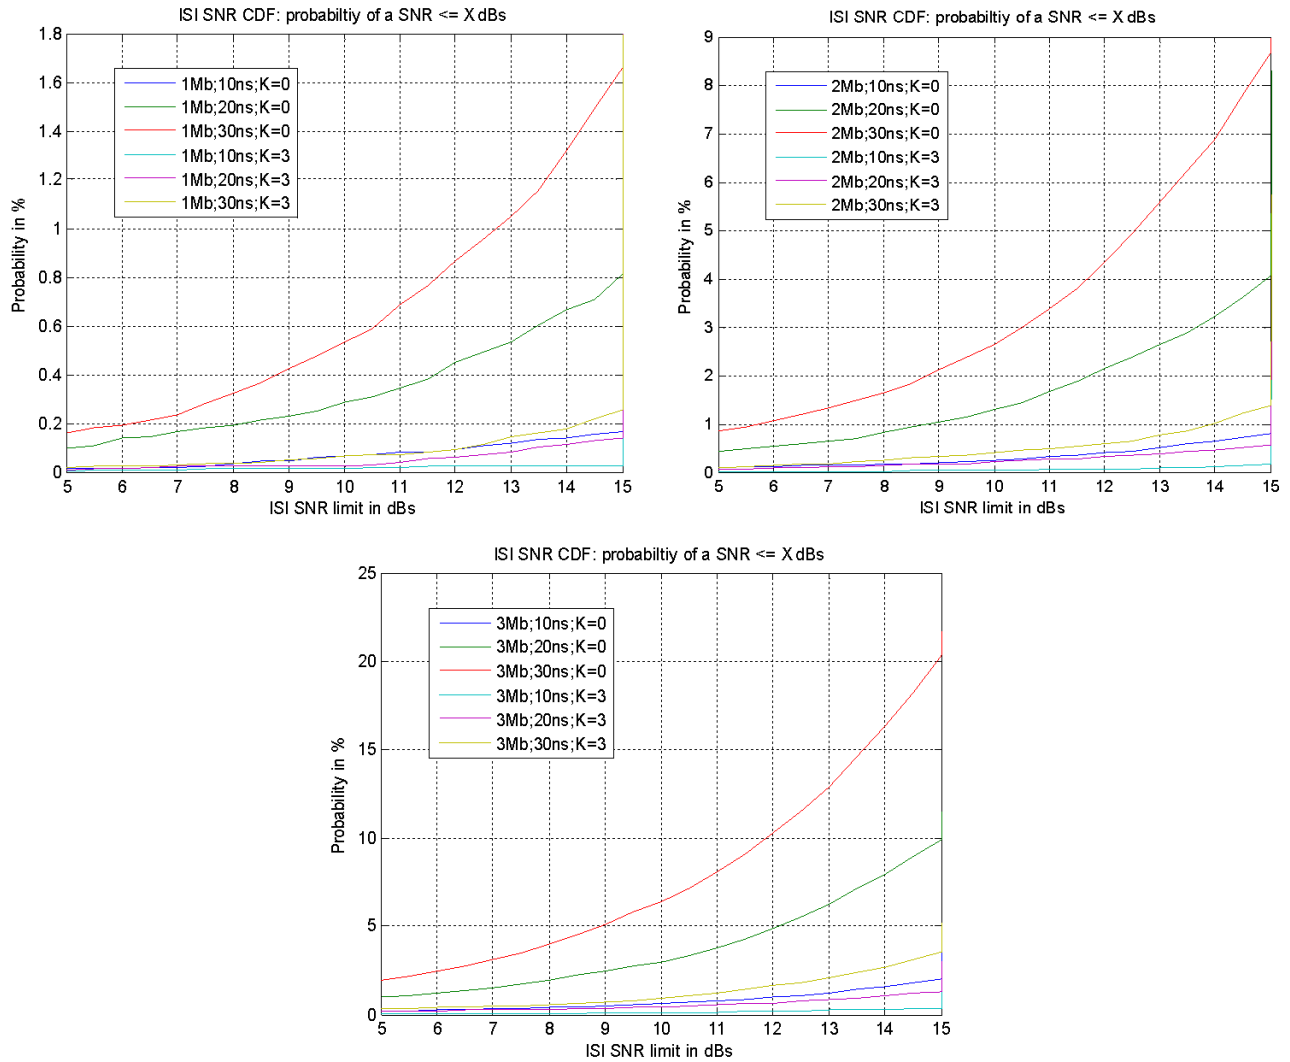 ISI SNR CDF: probabiltiy of a SNR <= X dBs
1.8
1.6
1.4
1.2
1
0.8
0.6
0.4
0.2
0
Probability in %
1Mb;10ns;K=0
1Mb;20ns;K=0
1Mb;30ns;K=0
1Mb;10ns;K=3
1Mb;20ns;K=3
1Mb;30ns;K=3
5 6 7 8 9 10 11 12 13 14 15
ISI SNR limit in dBs
ISI SNR CDF: probabiltiy of a SNR <= X dBs
9
8
7
6
5
4
3
2
1
0
Probability in %
2Mb;10ns;K=0
2Mb;20ns;K=0
2Mb;30ns;K=0
2Mb;10ns;K=3
2Mb;20ns;K=3
2Mb;30ns;K=3
5 6 7 8 9 10 11 12 13 14 15
ISI SNR limit in dBs
ISI SNR CDF: probabiltiy of a SNR <= X dBs
25
20
15
10
5
0
Probability in %
3Mb;10ns;K=0
3Mb;20ns;K=0
3Mb;30ns;K=0
3Mb;10ns;K=3
3Mb;20ns;K=3
3Mb;30ns;K=3
5 6 7 8 9 10 11 12 13 14 15
ISI SNR limit in dBs